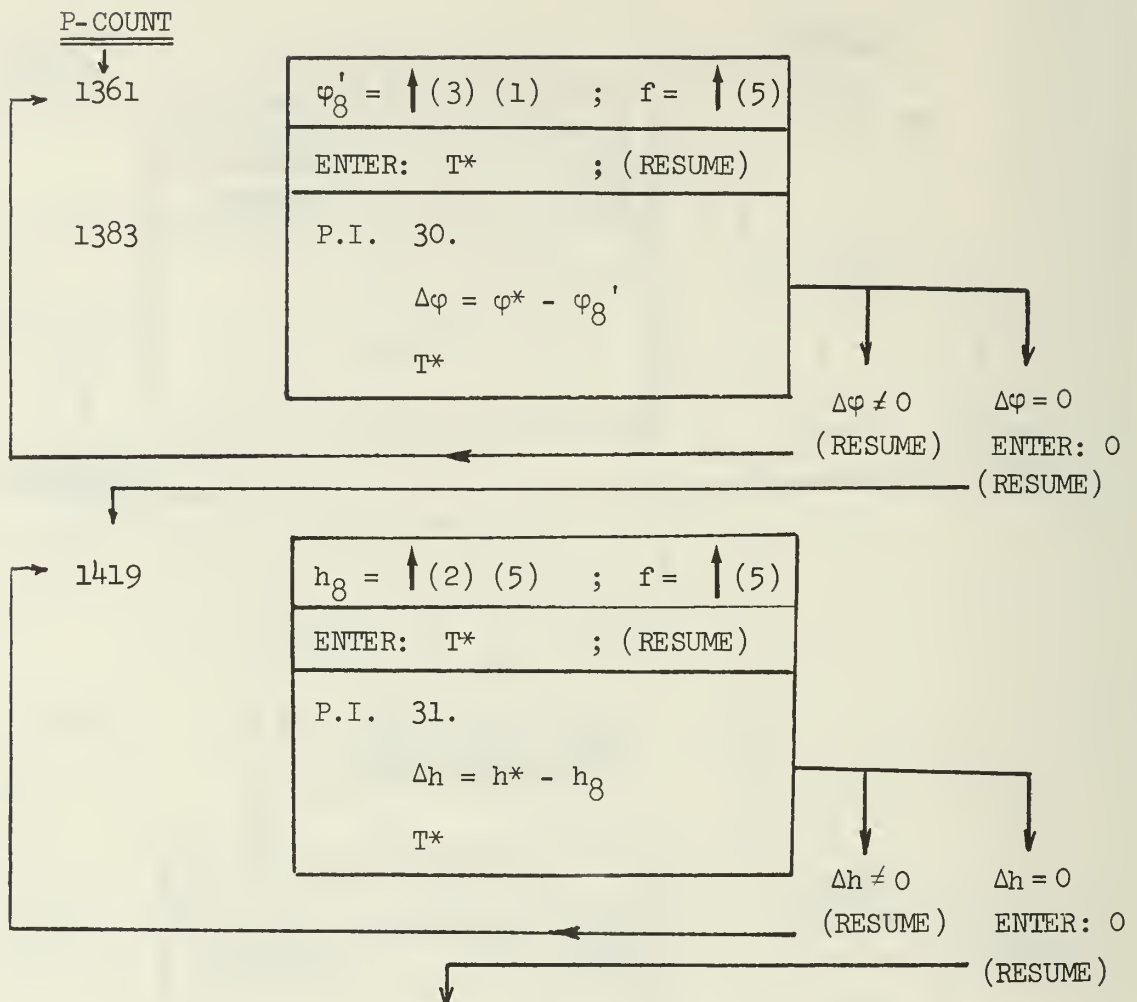 P-COUNT
1361
φ8' = ↑ (3) (1) ; f = ↑ (5)
ENTER: T* ; (RESUME)
1383
P.I. 30.
Δφ = φ* - φ8'
T*
Δφ ≠ 0 Δφ = 0
(RESUME) ENTER: 0
(RESUME)
1419
h8 = ↑ (2) (5) ; f = ↑ (5)
ENTER: T* ; (RESUME)
P.I. 31.
Δh = h* - h8
T*
Δh ≠ 0 Δh = 0
(RESUME) ENTER: 0
(RESUME)